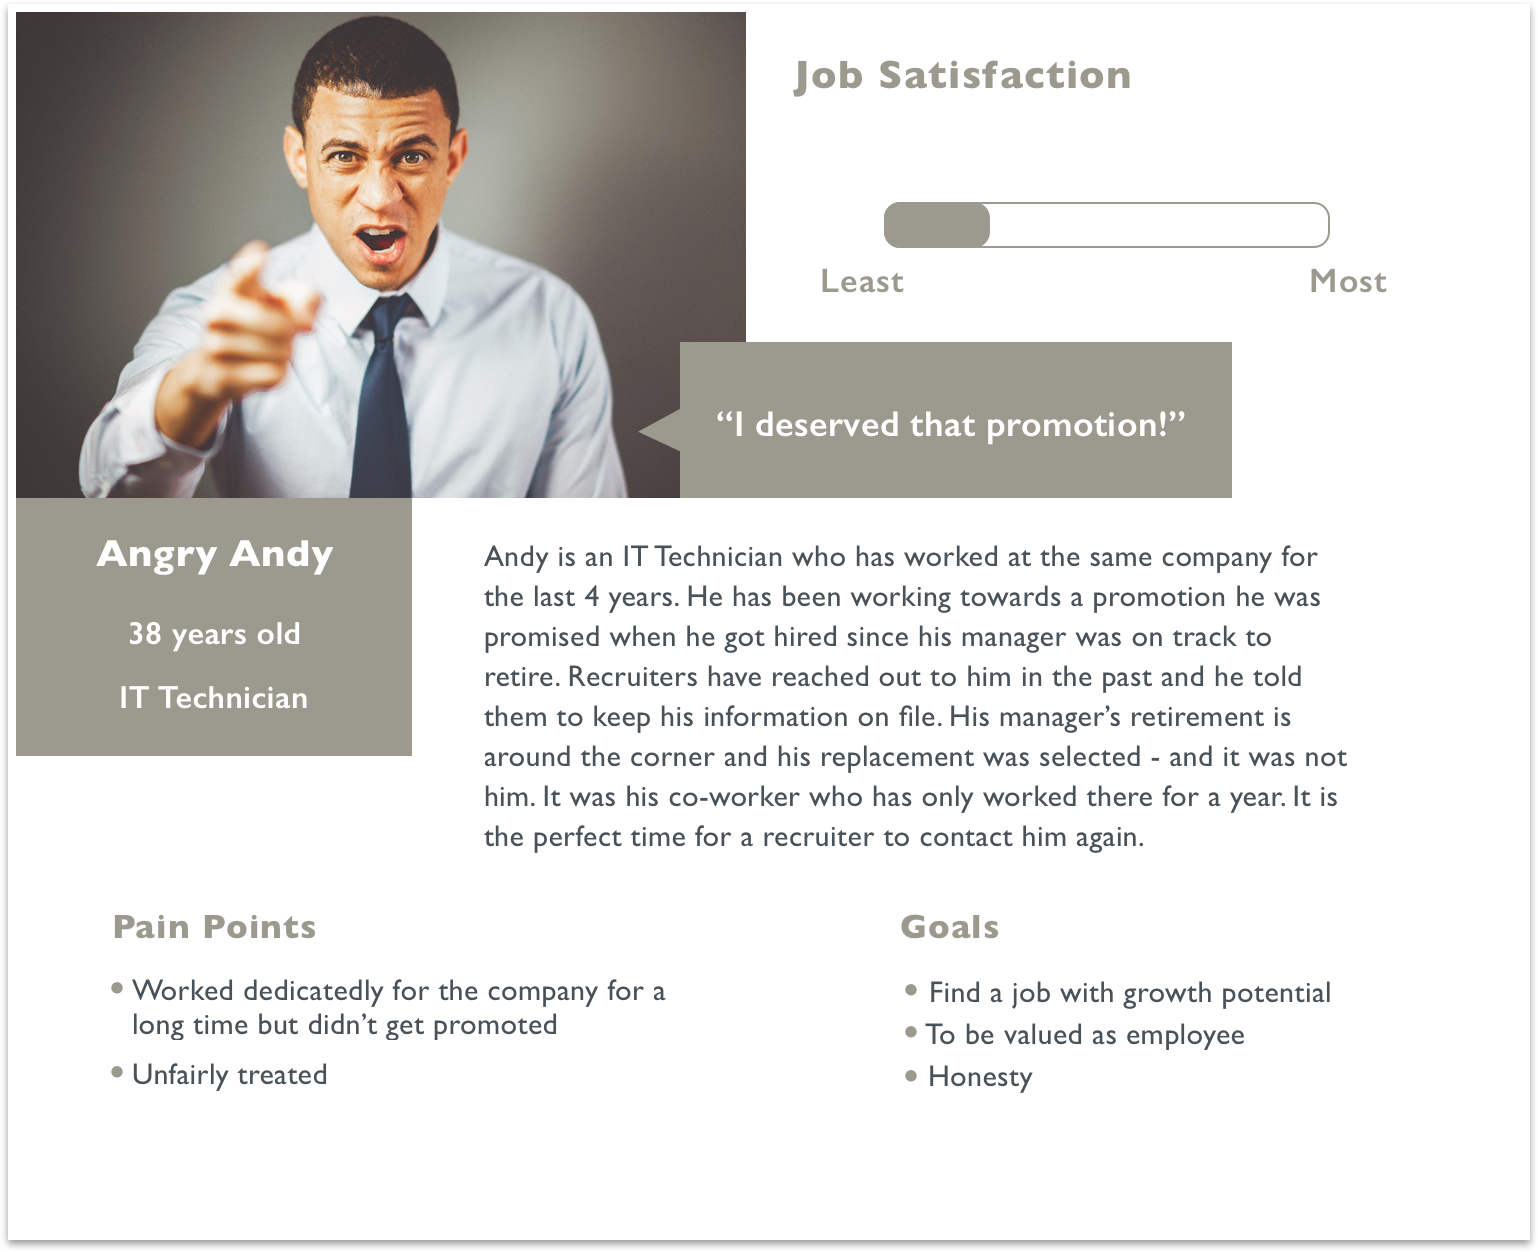 Job Satisfaction
Least Most
“I deserved that promotion!”
Angry Andy
38 years old
IT Technician
Andy is an IT Technician who has worked at the same company for
the last 4 years. He has been working towards a promotion he was
promised when he got hired since his manager was on track to
retire. Recruiters have reached out to him in the past and he told
them to keep his information on file. His manager’s retirement is
around the corner and his replacement was selected - and it was not
him. It was his co-worker who has only worked there for a year. It is
the perfect time for a recruiter to contact him again.
Pain Points
• Worked dedicatedly for the company for a
long time but didn’t get promoted
• Unfairly treated
Goals
• Find a job with growth potential
• To be valued as employee
• Honesty